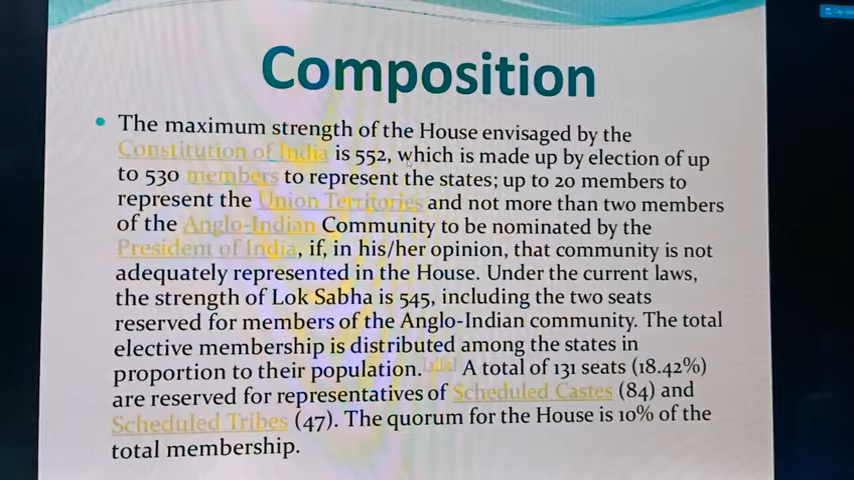 Composition
• The maximum strength of the House envisaged by the
Constitution of India is 552, which is made up by election of up
to 530 members to represent the states; up to 20 members to
represent the Union Territories and not more than two members
of the Anglo-Indian Community to be nominated by the
President of India, if, in his/her opinion, that community is not
adequately represented in the House. Under the current laws,
the strength of Lok Sabha is 545, including the two seats
reserved for members of the Anglo-Indian community. The total
elective membership is distributed among the states in
proportion to their population. A total of 131 seats (18.42%)
are reserved for representatives of Scheduled Castes (84) and
Scheduled Tribes (47). The quorum for the House is 10% of the
total membership.